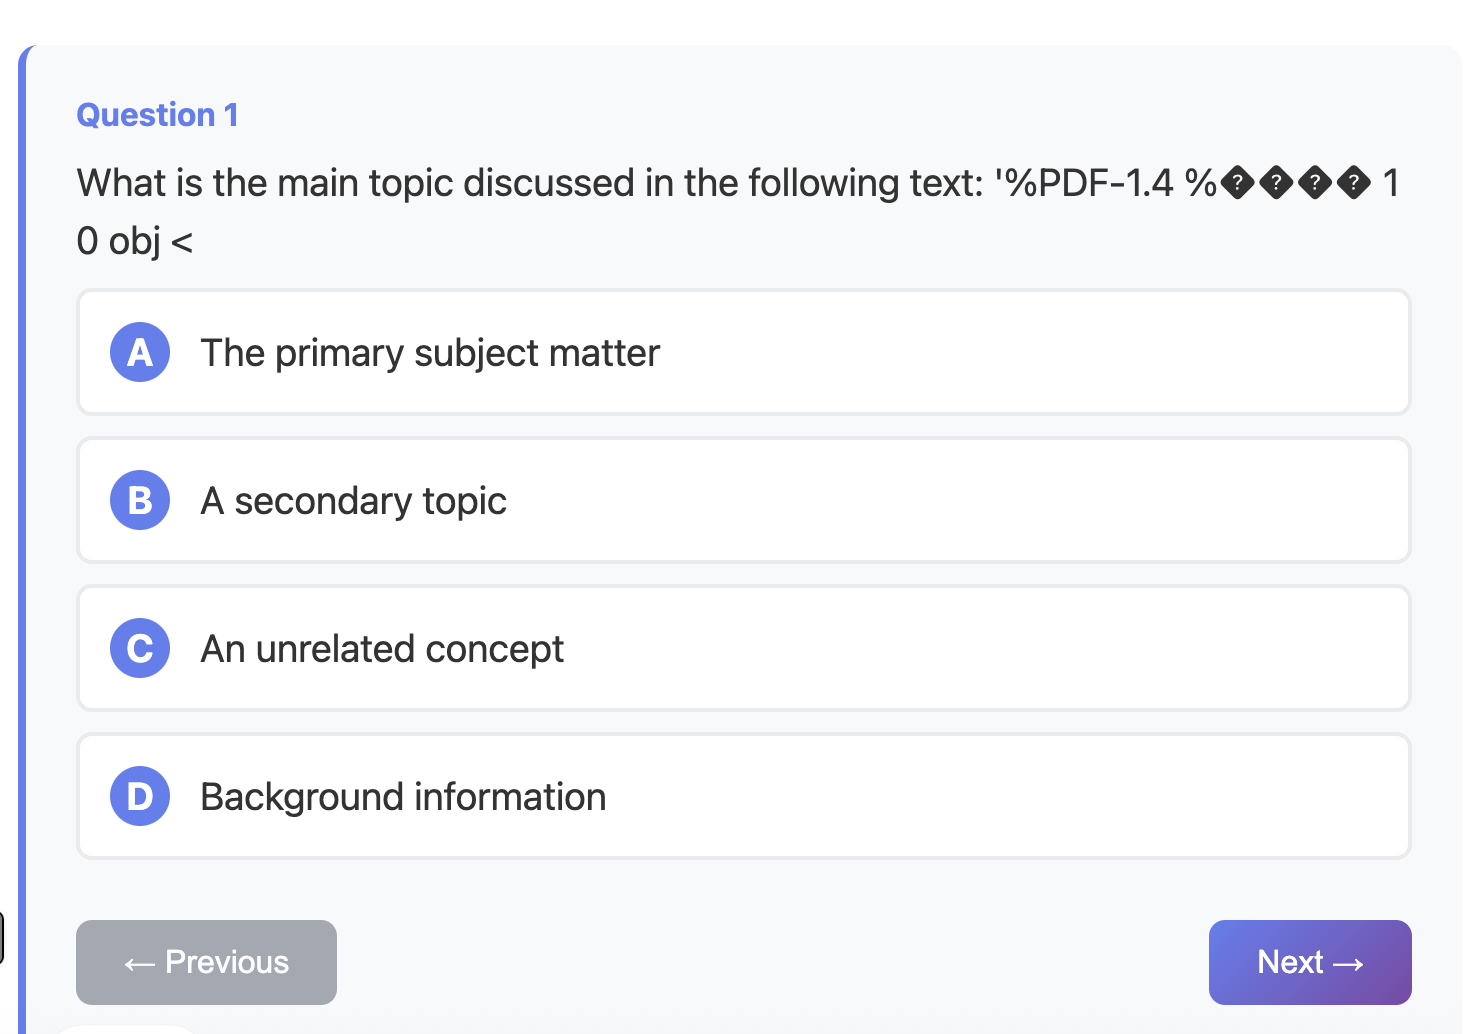 Question 1
What is the main topic discussed in the following text: '%PDF-1.4 %���� 1
0 obj <
A The primary subject matter
B A secondary topic
C An unrelated concept
D Background information
← Previous
Next →